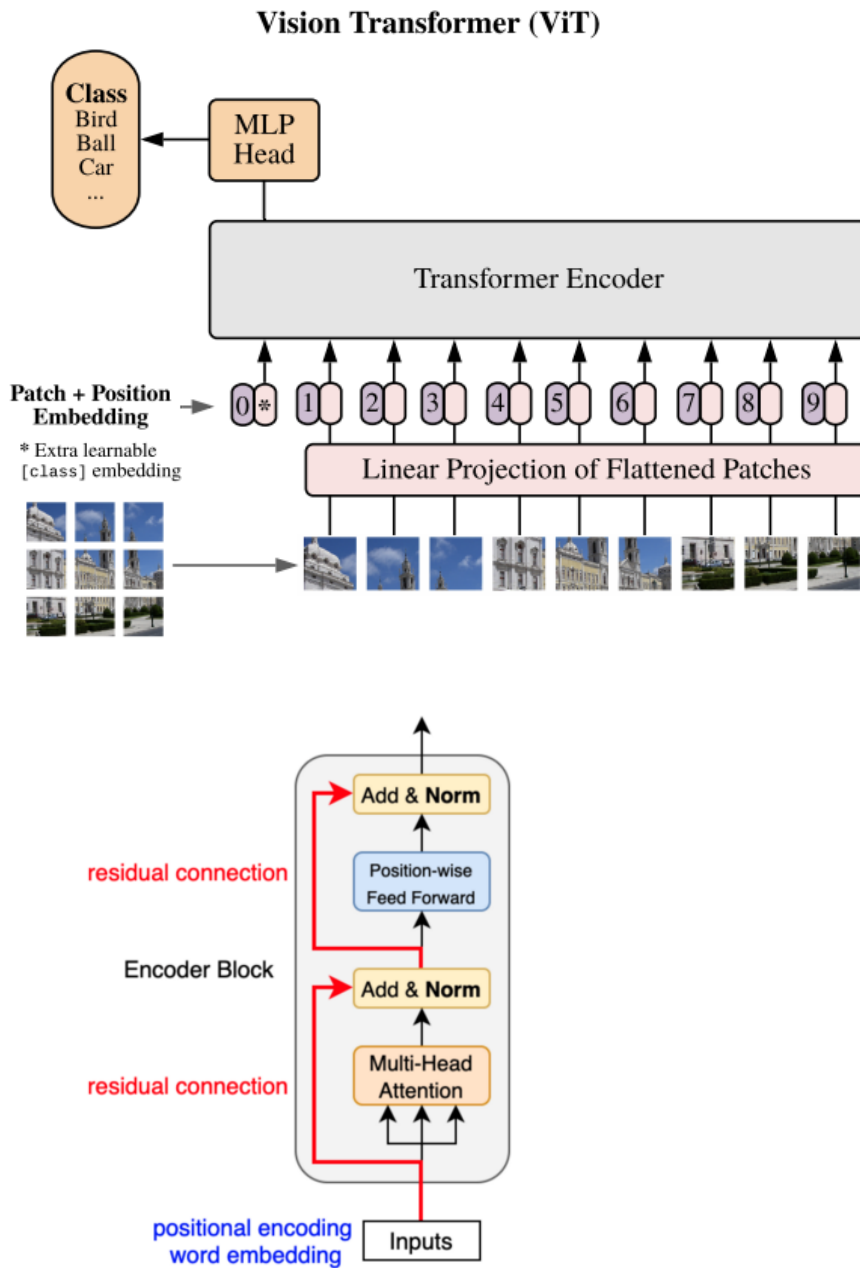 Vision Transformer (ViT)
Class
Bird
Ball
Car
...
MLP
Head
Transformer Encoder
Patch + Position
Embedding
0 * 1 2 3 4 5 6 7 8 9
* Extra learnable
[class] embedding
Linear Projection of Flattened Patches
Add & Norm
residual connection
Position-wise
Feed Forward
Encoder Block
Add & Norm
residual connection
Multi-Head
Attention
positional encoding
word embedding
Inputs